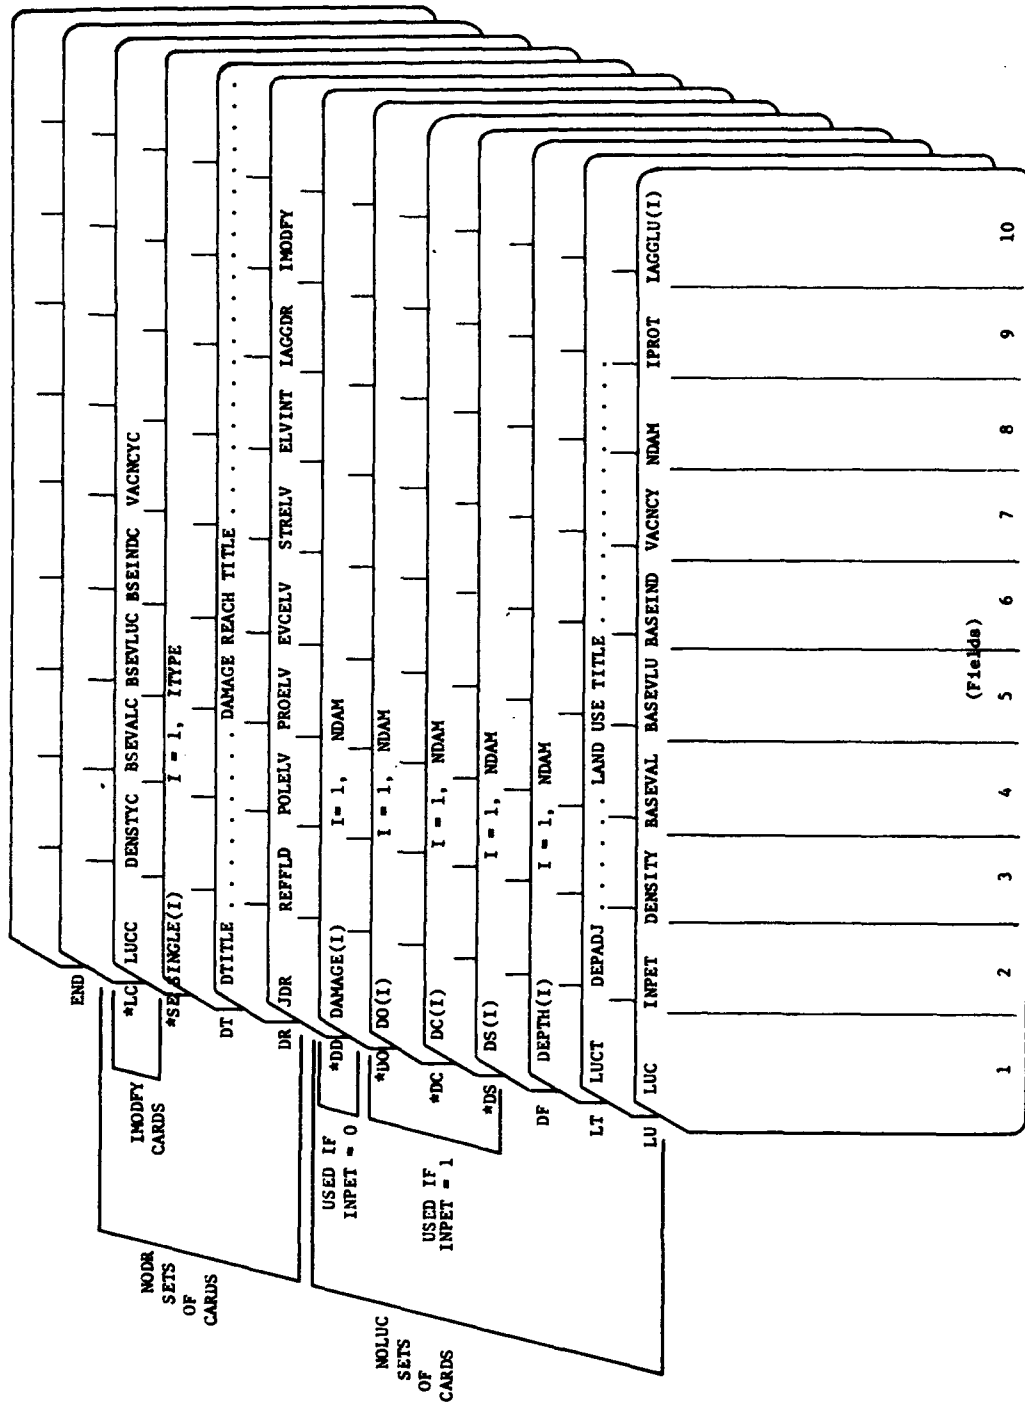 END
*LC LUCC DENSTYC BSEVALC BSEVLUC BSEINDC VACNCYC
*SE SINGLE(I) I = 1, ITYPE
DT DTITLE . . . . . . . DAMAGE REACH TITLE . . . . . . . . . . . . . . . . . . . . . .
DR JDR REFFLD POLELV PROELV EVCELV STRELV ELVINT IAGGDR IMODFY
*DD DAMAGE(I) I= 1, NDAM
*DO DO(I) I = 1, NDAM
*DC DC(I) I = 1, NDAM
*DS DS(I) I = 1, NDAM
DF DEPTH(I) I = 1, NDAM
LT LUCT DEPADJ . . . . . . LAND USE TITLE . . . . . . . . . . . . . . .
LU LUC INPET DENSITY BASEVAL BASEVLU BASEIND VACNCY NDAM IPROT IAGGLU(I)
1 2 3 4 5 6 7 8 9 10
(Fields)
IMODFY
CARDS
NODR
SETS
OF
CARDS
USED IF
INPET = 0
USED IF
INPET = 1
NOLUC
SETS
OF
CARDS